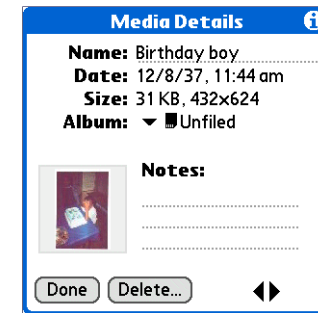 Media Details
Name: Birthday boy
Date: 12/8/37, 11:44 am
Size: 31 KB, 432x624
Album: Unfiled
Notes:
Done Delete...